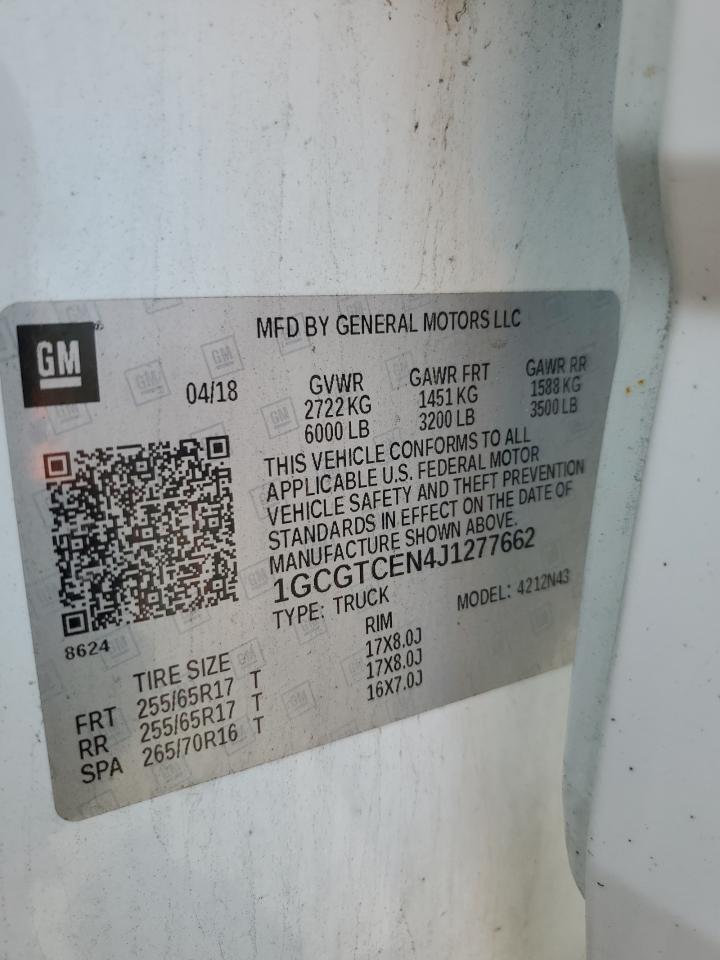 GM
MFD BY GENERAL MOTORS LLC
04/18
GVWR
2722 KG
6000 LB
GAWR FRT
1451 KG
3200 LB
GAWR RR
1588 KG
3500 LB
THIS VEHICLE CONFORMS TO ALL
APPLICABLE U.S. FEDERAL MOTOR
VEHICLE SAFETY AND THEFT PREVENTION
STANDARDS IN EFFECT ON THE DATE OF
MANUFACTURE SHOWN ABOVE.
1GCGTCEN4J1277662
TYPE: TRUCK
MODEL: 4212N43
8624
TIRE SIZE
RIM
FRT 255/65R17 T 17X8.0J
RR 255/65R17 T 17X8.0J
SPA 265/70R16 T 16X7.0J